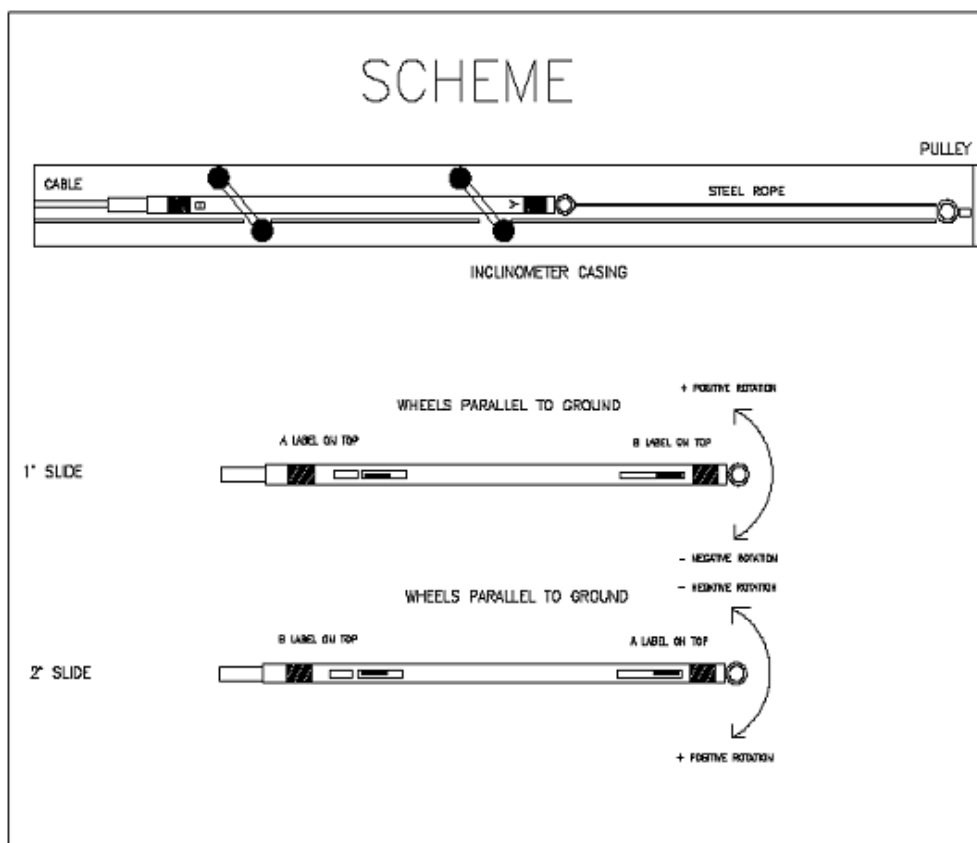 SCHEME
PULLEY
CABLE
STEEL ROPE
B
A
INCLINOMETER CASING
+ POSITIVE ROTATION
WHEELS PARALLEL TO GROUND
A LABEL ON TOP
B LABEL ON TOP
1° SLIDE
- NEGATIVE ROTATION
- NEGATIVE ROTATION
WHEELS PARALLEL TO GROUND
B LABEL ON TOP
A LABEL ON TOP
2° SLIDE
+ POSITIVE ROTATION